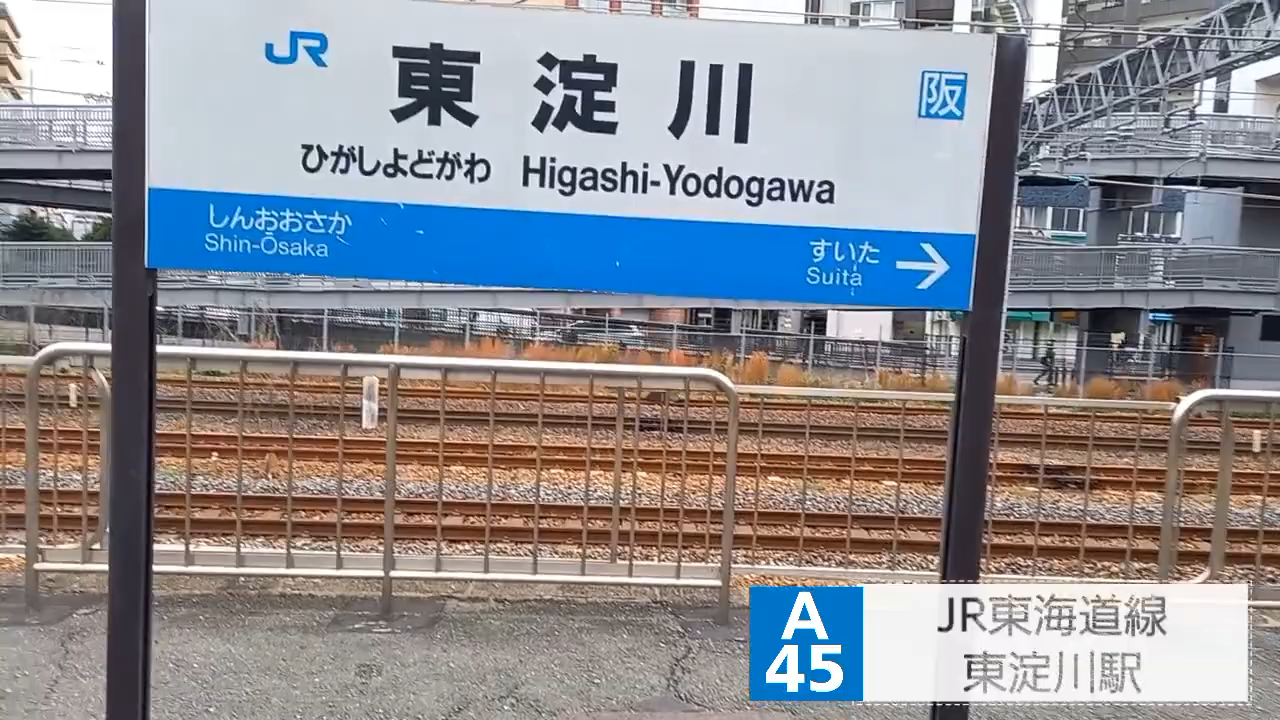 JR 東淀川 阪
ひがしよどがわ Higashi-Yodogawa
しんおおさか
Shin-Ōsaka
すいた →
Suita
A
45
JR東海道線
東淀川駅